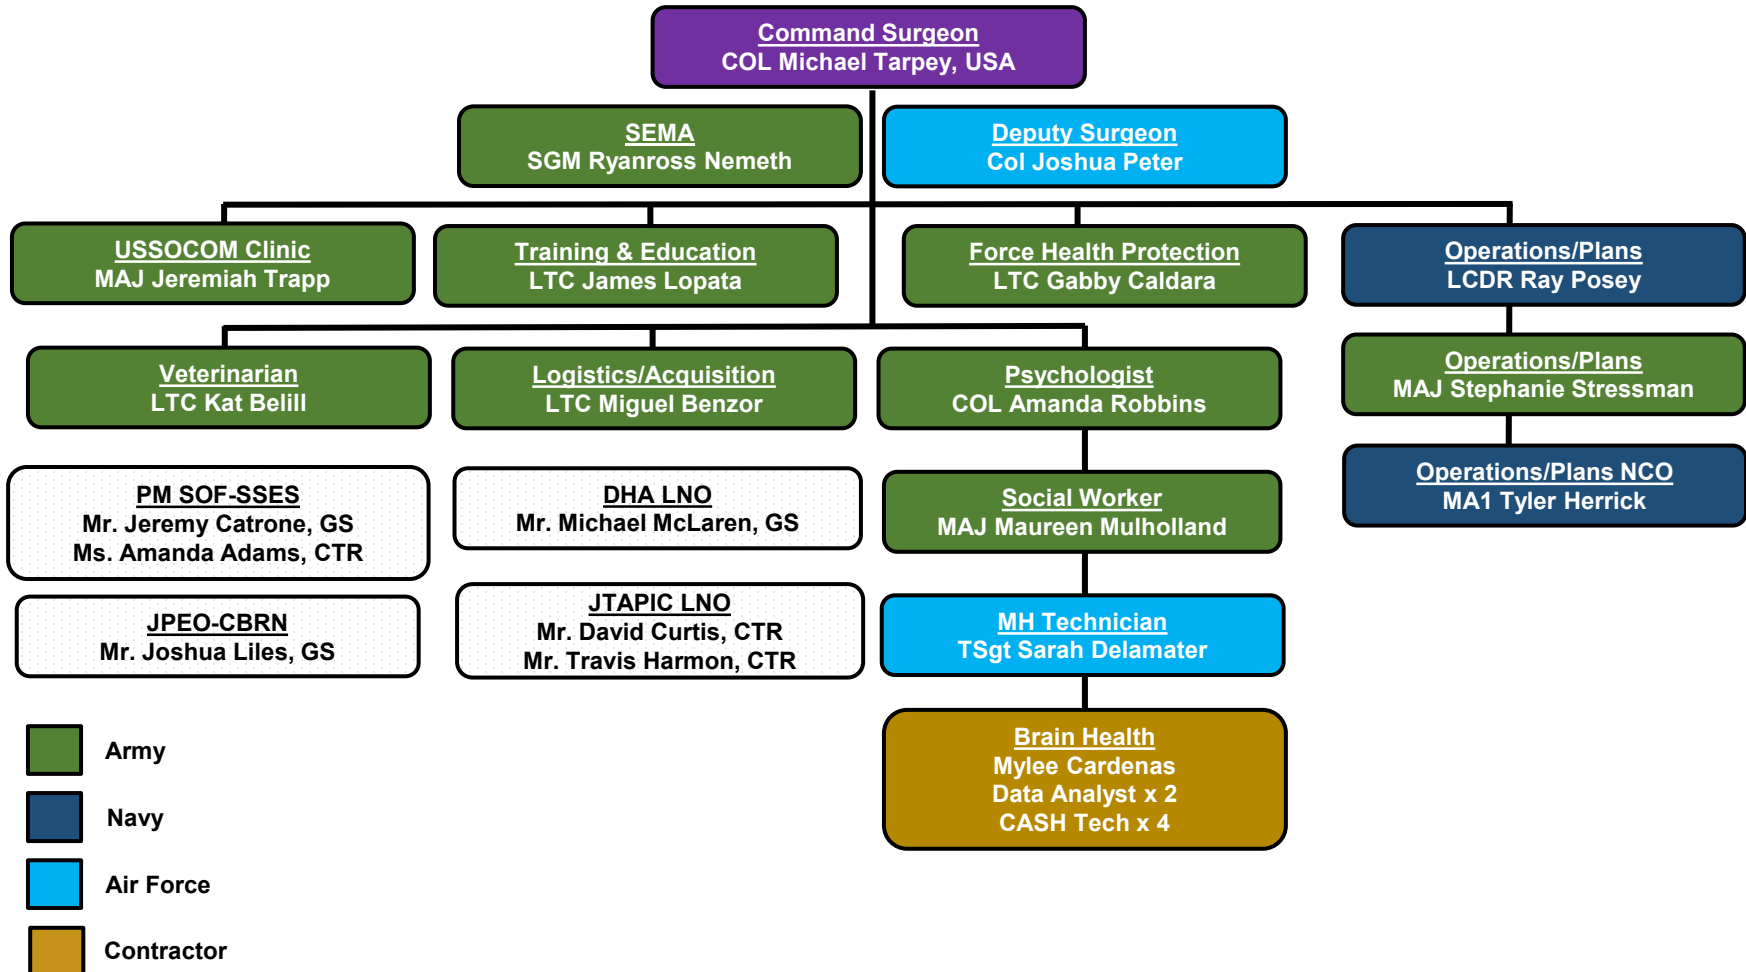 Command Surgeon
COL Michael Tarpey, USA
SEMA
SGM Ryanross Nemeth
Deputy Surgeon
Col Joshua Peter
USSOCOM Clinic
MAJ Jeremiah Trapp
Training & Education
LTC James Lopata
Force Health Protection
LTC Gabby Caldara
Operations/Plans
LCDR Ray Posey
Veterinarian
LTC Kat Belill
Logistics/Acquisition
LTC Miguel Benzor
Psychologist
COL Amanda Robbins
Operations/Plans
MAJ Stephanie Stressman
PM SOF-SSES
Mr. Jeremy Catrone, GS
Ms. Amanda Adams, CTR
DHA LNO
Mr. Michael McLaren, GS
Social Worker
MAJ Maureen Mulholland
Operations/Plans NCO
MA1 Tyler Herrick
JPEO-CBRN
Mr. Joshua Liles, GS
JTAPIC LNO
Mr. David Curtis, CTR
Mr. Travis Harmon, CTR
MH Technician
TSgt Sarah Delamater
Brain Health
Mylee Cardenas
Data Analyst x 2
CASH Tech x 4
Army
Navy
Air Force
Contractor